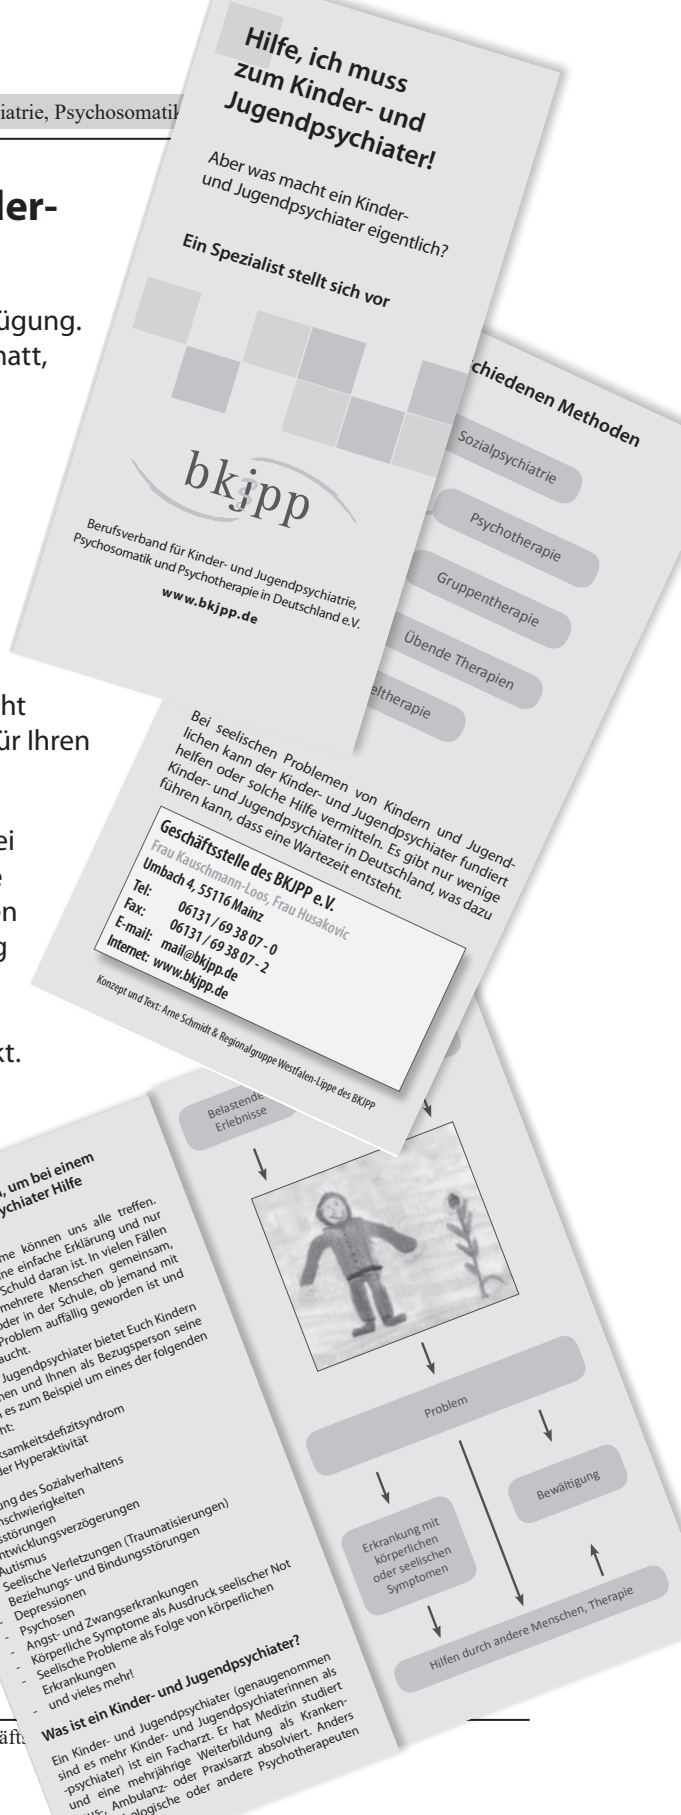 iatrie, Psychosomatik
ler-
ügung.
hatt,
ht
ür Ihren
ei
e
en
g
kt.
Hilfe, ich muss
zum Kinder- und
Jugendpsychiater!
Aber was macht ein Kinder-
und Jugendpsychiater eigentlich?
Ein Spezialist stellt sich vor
bkjpp
Berufsverband für Kinder- und Jugendpsychiatrie,
Psychosomatik und Psychotherapie in Deutschland e.V.
www.bkjpp.de
chiedenen Methoden
Sozialpsychiatrie
Psychotherapie
Gruppentherapie
Übende Therapien
eltherapie
Bei seelischen Problemen von Kindern und Jugend-
lichen kann der Kinder- und Jugendpsychiater fundiert
helfen oder solche Hilfe vermitteln. Es gibt nur wenige
Kinder- und Jugendpsychiater in Deutschland, was dazu
führen kann, dass eine Wartezeit entsteht.
Geschäftsstelle des BKJPP e.V.
Frau Kauschmann-Loos, Frau Husakovic
Umbach 4, 55116 Mainz
Tel: 06131 / 69 38 07 - 0
Fax: 06131 / 69 38 07 - 2
E-mail: mail@bkjpp.de
Internet: www.bkjpp.de
Konzept und Text: Arne Schmidt & Regionalgruppe Westfalen-Lippe des BKJPP
, um bei einem
ychiater Hilfe
me können uns alle treffen.
ne einfache Erklärung und nur
Schuld daran ist. In vielen Fällen
mehrere Menschen gemeinsam,
oder in der Schule, ob jemand mit
Problem auffällig geworden ist und
aucht.
Jugendpsychiater bietet Euch Kindern
nen und Ihnen als Bezugsperson seine
es zum Beispiel um eines der folgenden
ht:
ksamkeitsdefizitsyndrom
der Hyperaktivität
ung des Sozialverhaltens
nschwierigkeiten
sstörungen
ntwicklungsverzögerungen
Autismus
Seelische Verletzungen (Traumatisierungen)
Beziehungs- und Bindungsstörungen
- Depressionen
- Psychosen
- Angst- und Zwangserkrankungen
- Körperliche Symptome als Ausdruck seelischer Not
- Seelische Probleme als Folge von körperlichen
Erkrankungen
- und vieles mehr!
Was ist ein Kinder- und Jugendpsychiater?
Ein Kinder- und Jugendpsychiater (genaugenommen
sind es mehr Kinder- und Jugendpsychiaterinnen als
-psychiater) ist ein Facharzt. Er hat Medizin studiert
und eine mehrjährige Weiterbildung als Kranken-
us-, Ambulanz- oder Praxisarzt absolviert. Anders
ologische oder andere Psychotherapeuten
Belastende
Erlebnisse
Problem
Bewältigung
Erkrankung mit
körperlichen
oder seelischen
Symptomen
Hilfen durch andere Menschen, Therapie
äfts